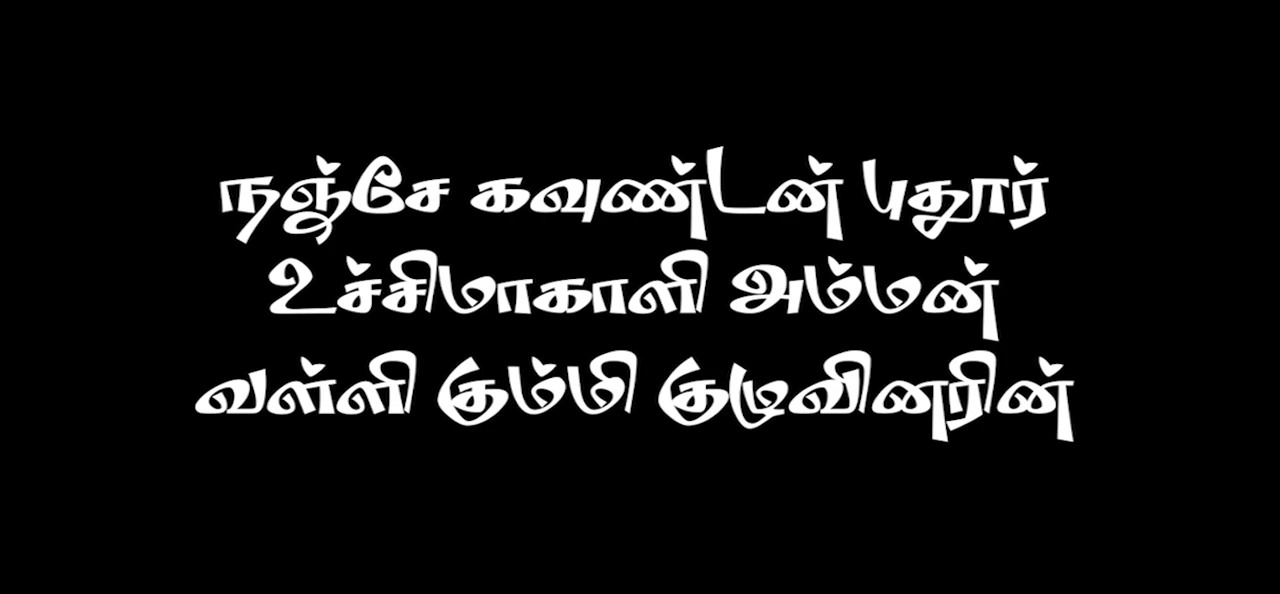 நஞ்சே கவுண்டன் புதூர்
உச்சிமாகாளி அம்மன்
வள்ளி கும்மி குழுவினரின்